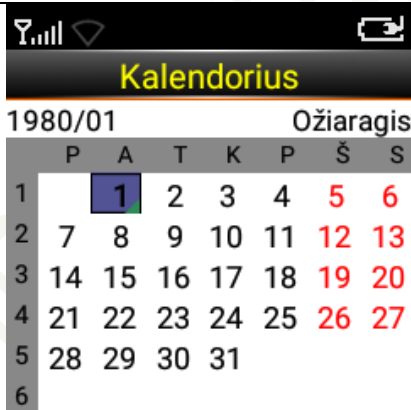 Kalendorius
1980/01 Ožiaragis
P A T K P Š S
1 1 2 3 4 5 6
2 7 8 9 10 11 12 13
3 14 15 16 17 18 19 20
4 21 22 23 24 25 26 27
5 28 29 30 31
6